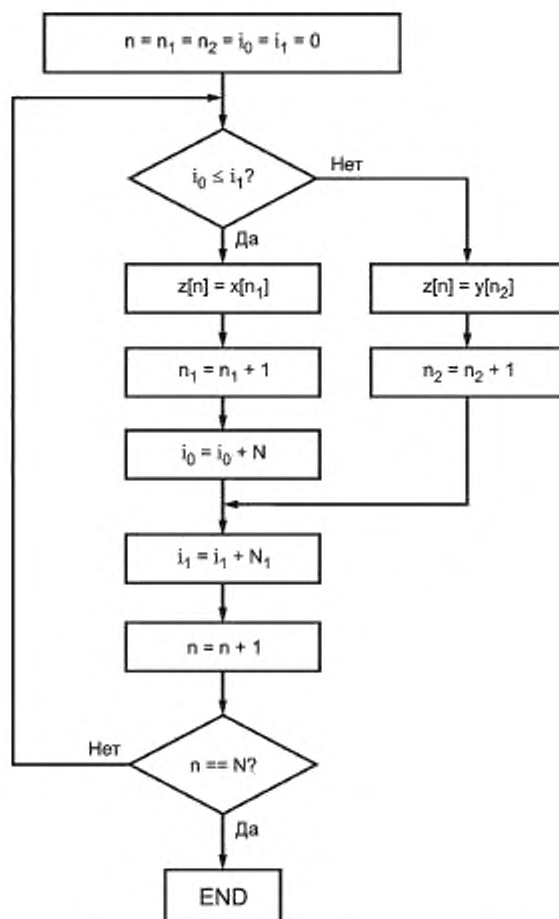 n = n₁ = n₂ = i₀ = i₁ = 0
i₀ ≤ i₁?
Нет
Да
z[n] = x[n₁]
z[n] = y[n₂]
n₁ = n₁ + 1
n₂ = n₂ + 1
i₀ = i₀ + N
i₁ = i₁ + N₁
n = n + 1
Нет
n == N?
Да
END